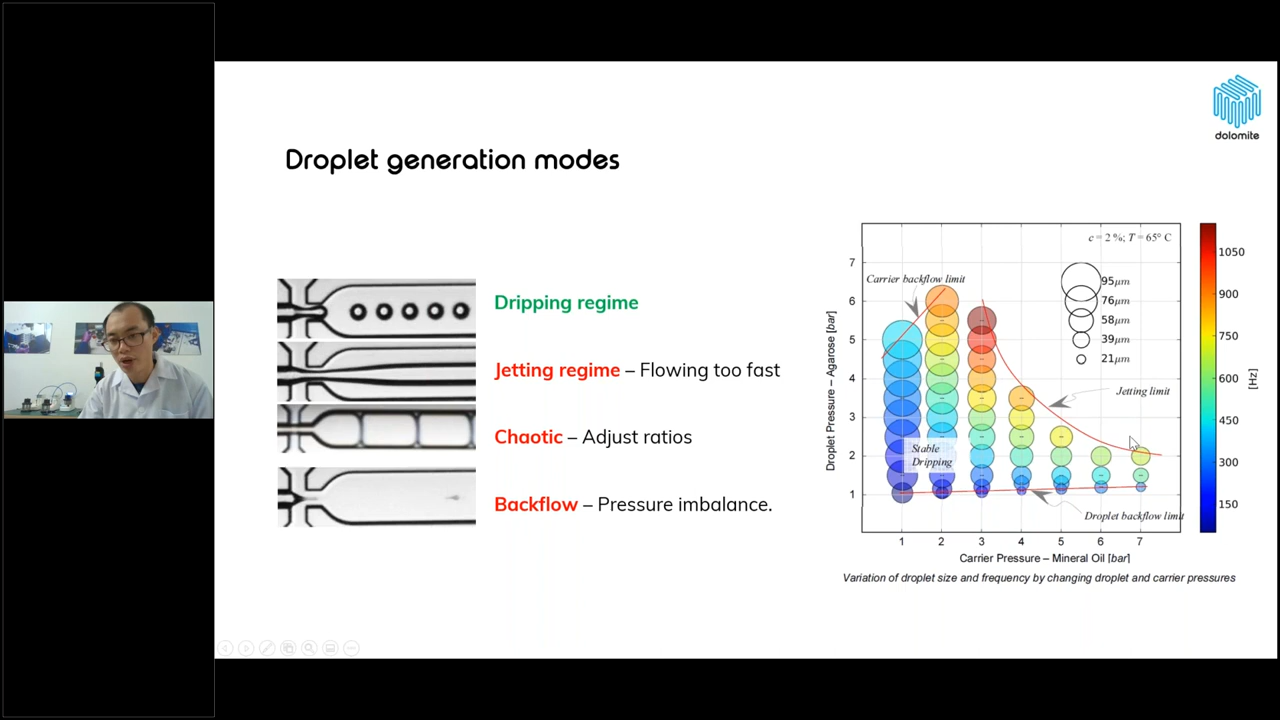 dolomite
Droplet generation modes
Dripping regime
Jetting regime – Flowing too fast
Chaotic – Adjust ratios
Backflow – Pressure imbalance.
c = 2 %; T = 65° C
Carrier backflow limit
95μm
76μm
58μm
39μm
21μm
Jetting limit
Stable
Dripping
Droplet backflow limit
Droplet Pressure – Agarose [bar]
7
6
5
4
3
2
1
1 2 3 4 5 6 7
Carrier Pressure – Mineral Oil [bar]
1050
900
750
600
450
300
150
[Hz]
Variation of droplet size and frequency by changing droplet and carrier pressures